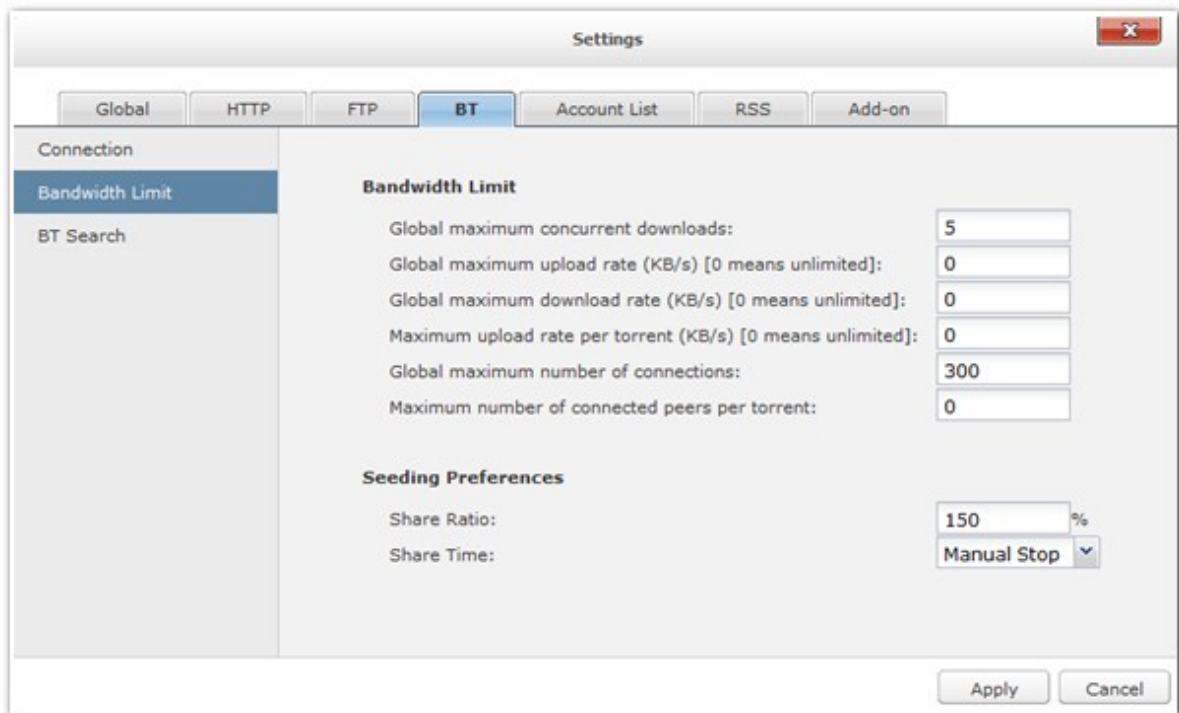 Settings
x
Global HTTP FTP BT Account List RSS Add-on
Connection
Bandwidth Limit
BT Search
Bandwidth Limit
Global maximum concurrent downloads: 5
Global maximum upload rate (KB/s) [0 means unlimited]: 0
Global maximum download rate (KB/s) [0 means unlimited]: 0
Maximum upload rate per torrent (KB/s) [0 means unlimited]: 0
Global maximum number of connections: 300
Maximum number of connected peers per torrent: 0
Seeding Preferences
Share Ratio: 150 %
Share Time: Manual Stop
Apply Cancel